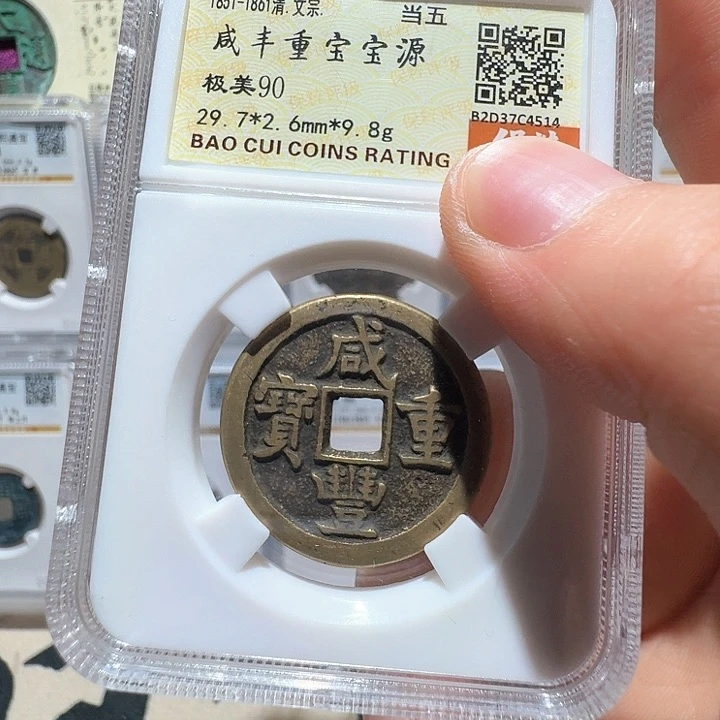 1851-1861清.文宗.
当五
咸丰重宝宝源
极美90
29.7*2.6mm*9.8g
B2D37C4514
BAO CUI COINS RATING
咸
寶 重
豐